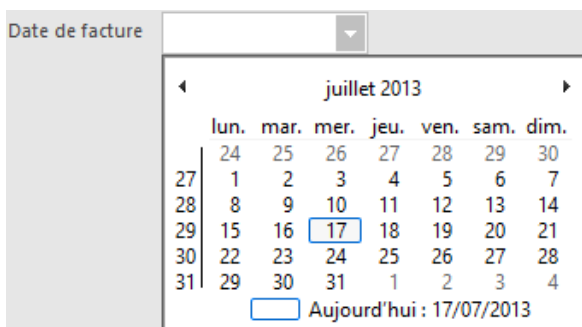 Date de facture
juillet 2013
lun. mar. mer. jeu. ven. sam. dim.
24 25 26 27 28 29 30
27 1 2 3 4 5 6 7
28 8 9 10 11 12 13 14
29 15 16 17 18 19 20 21
30 22 23 24 25 26 27 28
31 29 30 31 1 2 3 4
Aujourd'hui : 17/07/2013